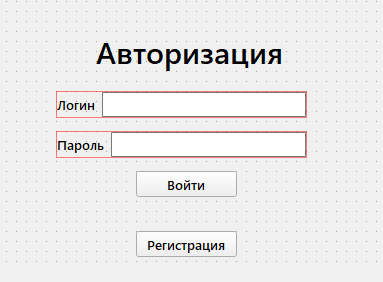 Авторизация
Логин
Пароль
Войти
Регистрация